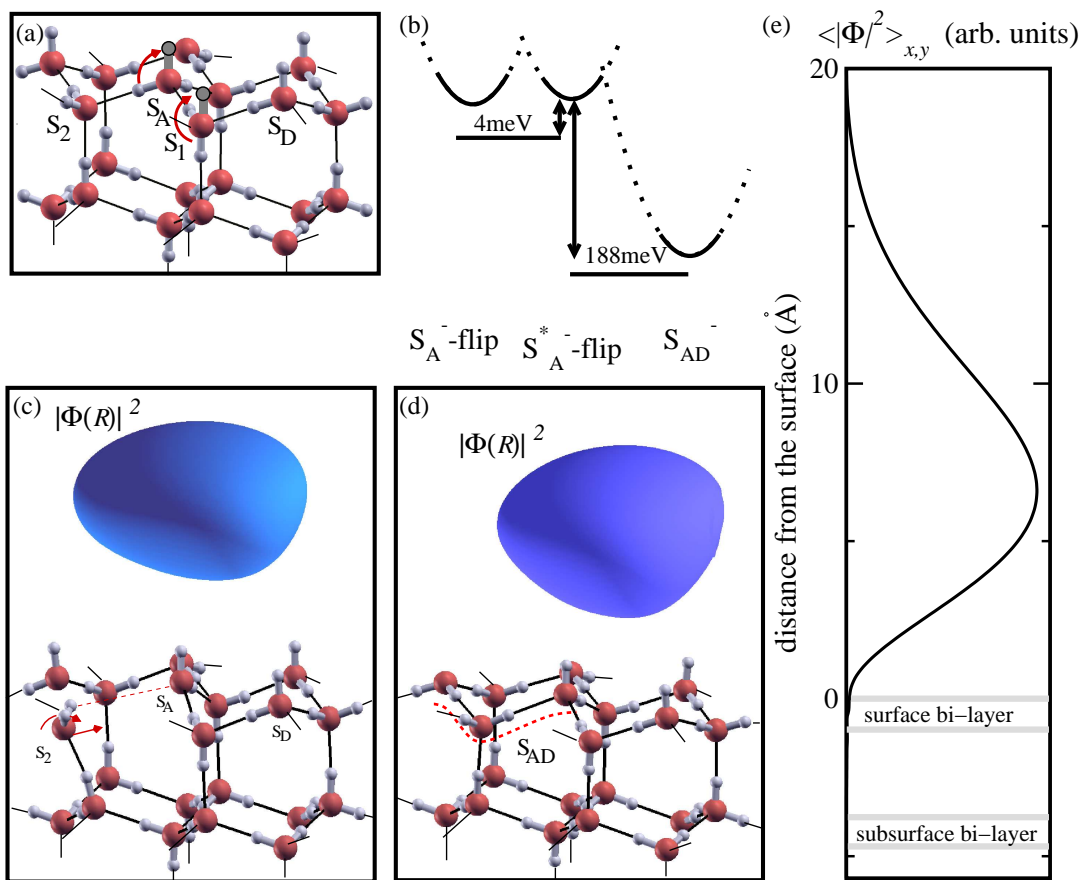 (a)
S2
SA
S1
SD
(b)
4meV
188meV
SA⁻-flip
S*A⁻-flip
SAD⁻
(c)
|Φ(R)|²
S2
SA
SD
(d)
|Φ(R)|²
SAD
(e)
<|Φ|²>x,y (arb. units)
20
10
0
distance from the surface (Å)
surface bi−layer
subsurface bi−layer